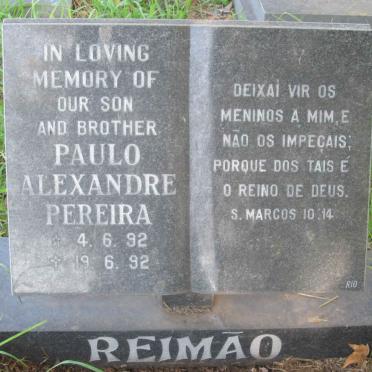 IN LOVING
MEMORY OF
OUR SON
AND BROTHER
PAULO
ALEXANDRE
PEREIRA
* 4. 6. 92
✝ 19. 6. 92
DEIXAI VIR OS
MENINOS A MIM, E
NÃO OS IMPEÇAIS;
PORQUE DOS TAIS É
O REINO DE DEUS.
S. MARCOS 10:14
RIO
REIMÃO